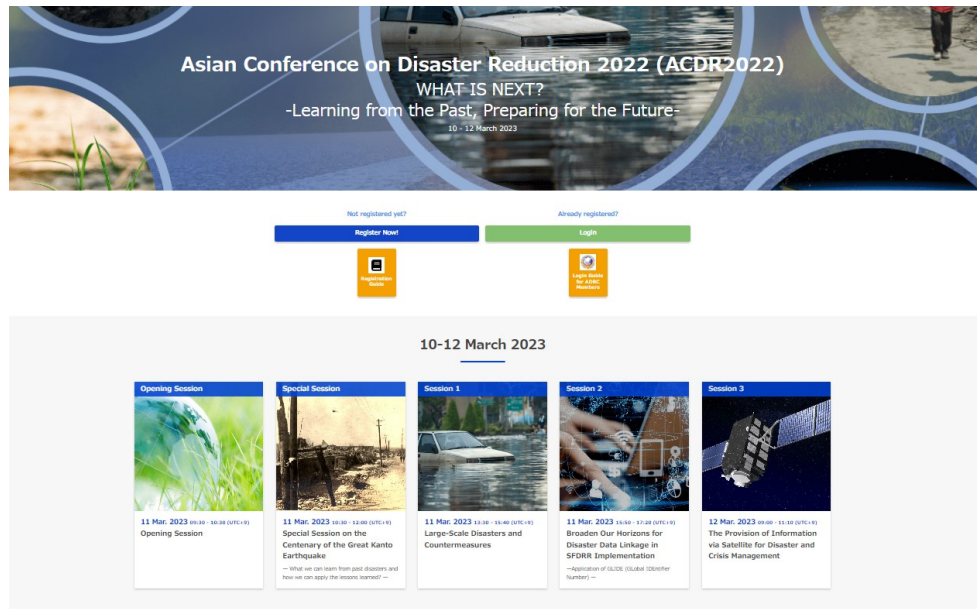 Asian Conference on Disaster Reduction 2022 (ACDR2022)
WHAT IS NEXT?
-Learning from the Past, Preparing for the Future-
10 - 12 March 2023
Not registered yet?
Register Now!
Registration
Guide
Already registered?
Login
Login Guide
for ADRC
Members
10-12 March 2023
Opening Session
11 Mar. 2023 09:30 - 10:30 (UTC+9)
Opening Session
Special Session
11 Mar. 2023 10:30 - 12:00 (UTC+9)
Special Session on the
Centenary of the Great Kanto
Earthquake
— What we can learn from past disasters and
how we can apply the lessons learned? —
Session 1
11 Mar. 2023 13:30 - 15:40 (UTC+9)
Large-Scale Disasters and
Countermeasures
Session 2
11 Mar. 2023 15:50 - 17:20 (UTC+9)
Broaden Our Horizons for
Disaster Data Linkage in
SFDRR Implementation
—Application of GLIDE (GLobal IDEntifier
Number) —
Session 3
12 Mar. 2023 09:00 - 11:10 (UTC+9)
The Provision of Information
via Satellite for Disaster and
Crisis Management